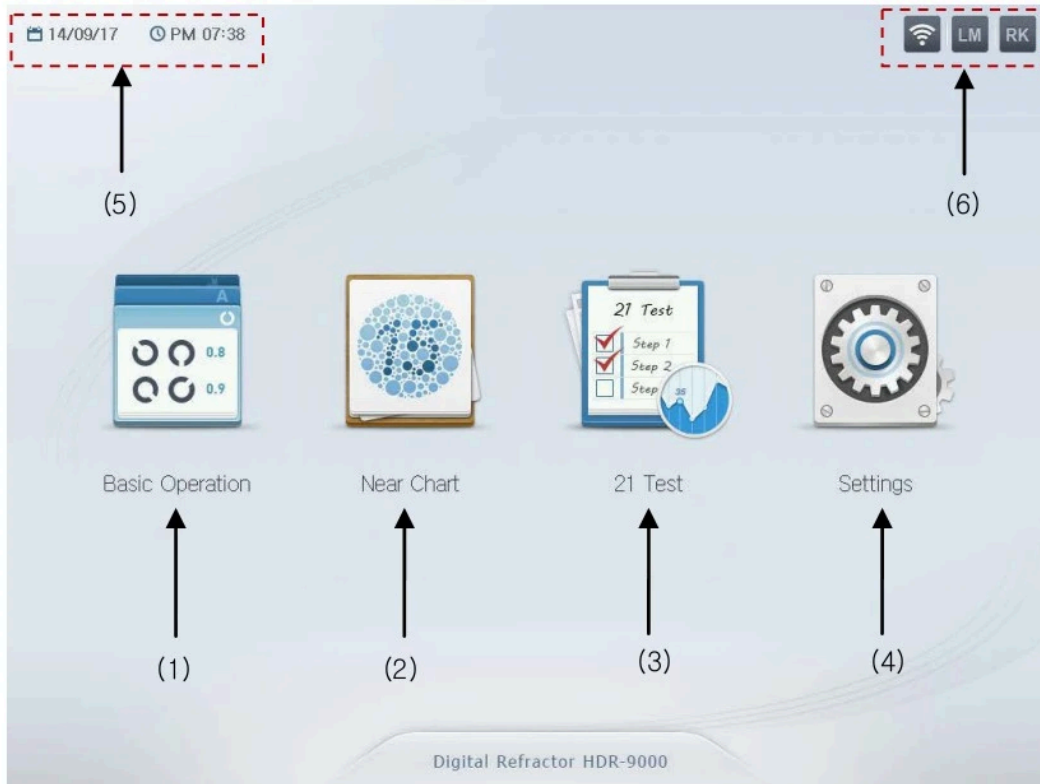 14/09/17 PM 07:38
LM RK
(5)
(6)
A
0.8
0.9
21 Test
Step 1
Step 2
Step
35
Basic Operation
Near Chart
21 Test
Settings
(1)
(2)
(3)
(4)
Digital Refractor HDR-9000